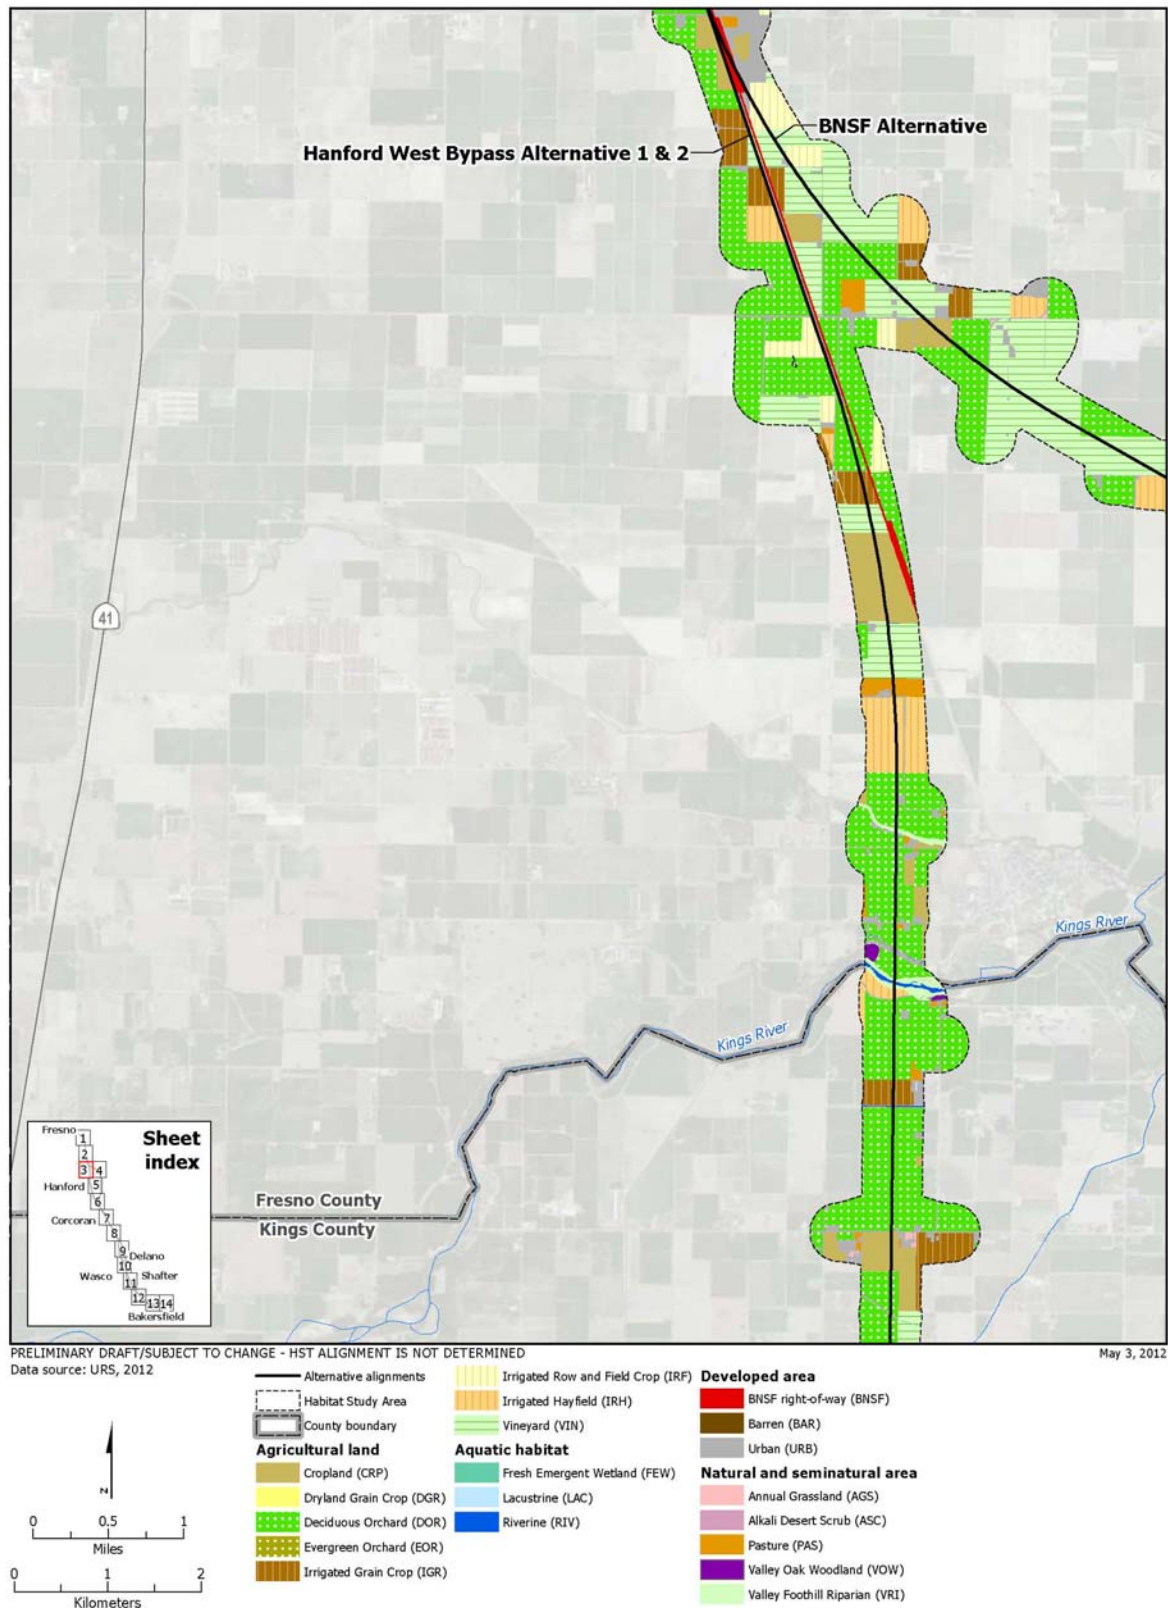 BNSF Alternative
Hanford West Bypass Alternative 1 & 2
41
Kings River
Kings River
Fresno County
Kings County
Sheet
index
Fresno
1
2
3
4
Hanford
5
6
Corcoran
7
8
9
Delano
10
Wasco
11
Shafter
12
13
14
Bakersfield
PRELIMINARY DRAFT/SUBJECT TO CHANGE - HST ALIGNMENT IS NOT DETERMINED
May 3, 2012
Data source: URS, 2012
Alternative alignments
Habitat Study Area
County boundary
Agricultural land
Cropland (CRP)
Dryland Grain Crop (DGR)
Deciduous Orchard (DOR)
Evergreen Orchard (EOR)
Irrigated Grain Crop (IGR)
Irrigated Row and Field Crop (IRF)
Irrigated Hayfield (IRH)
Vineyard (VIN)
Aquatic habitat
Fresh Emergent Wetland (FEW)
Lacustrine (LAC)
Riverine (RIV)
Developed area
BNSF right-of-way (BNSF)
Barren (BAR)
Urban (URB)
Natural and seminatural area
Annual Grassland (AGS)
Alkali Desert Scrub (ASC)
Pasture (PAS)
Valley Oak Woodland (VOW)
Valley Foothill Riparian (VRI)
N
0 0.5 1
Miles
0 1 2
Kilometers